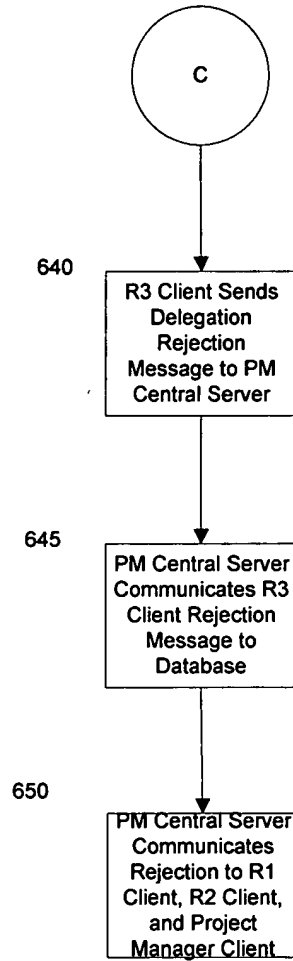 C
640
R3 Client Sends
Delegation
Rejection
Message to PM
Central Server
645
PM Central Server
Communicates R3
Client Rejection
Message to
Database
650
PM Central Server
Communicates
Rejection to R1
Client, R2 Client,
and Project
Manager Client